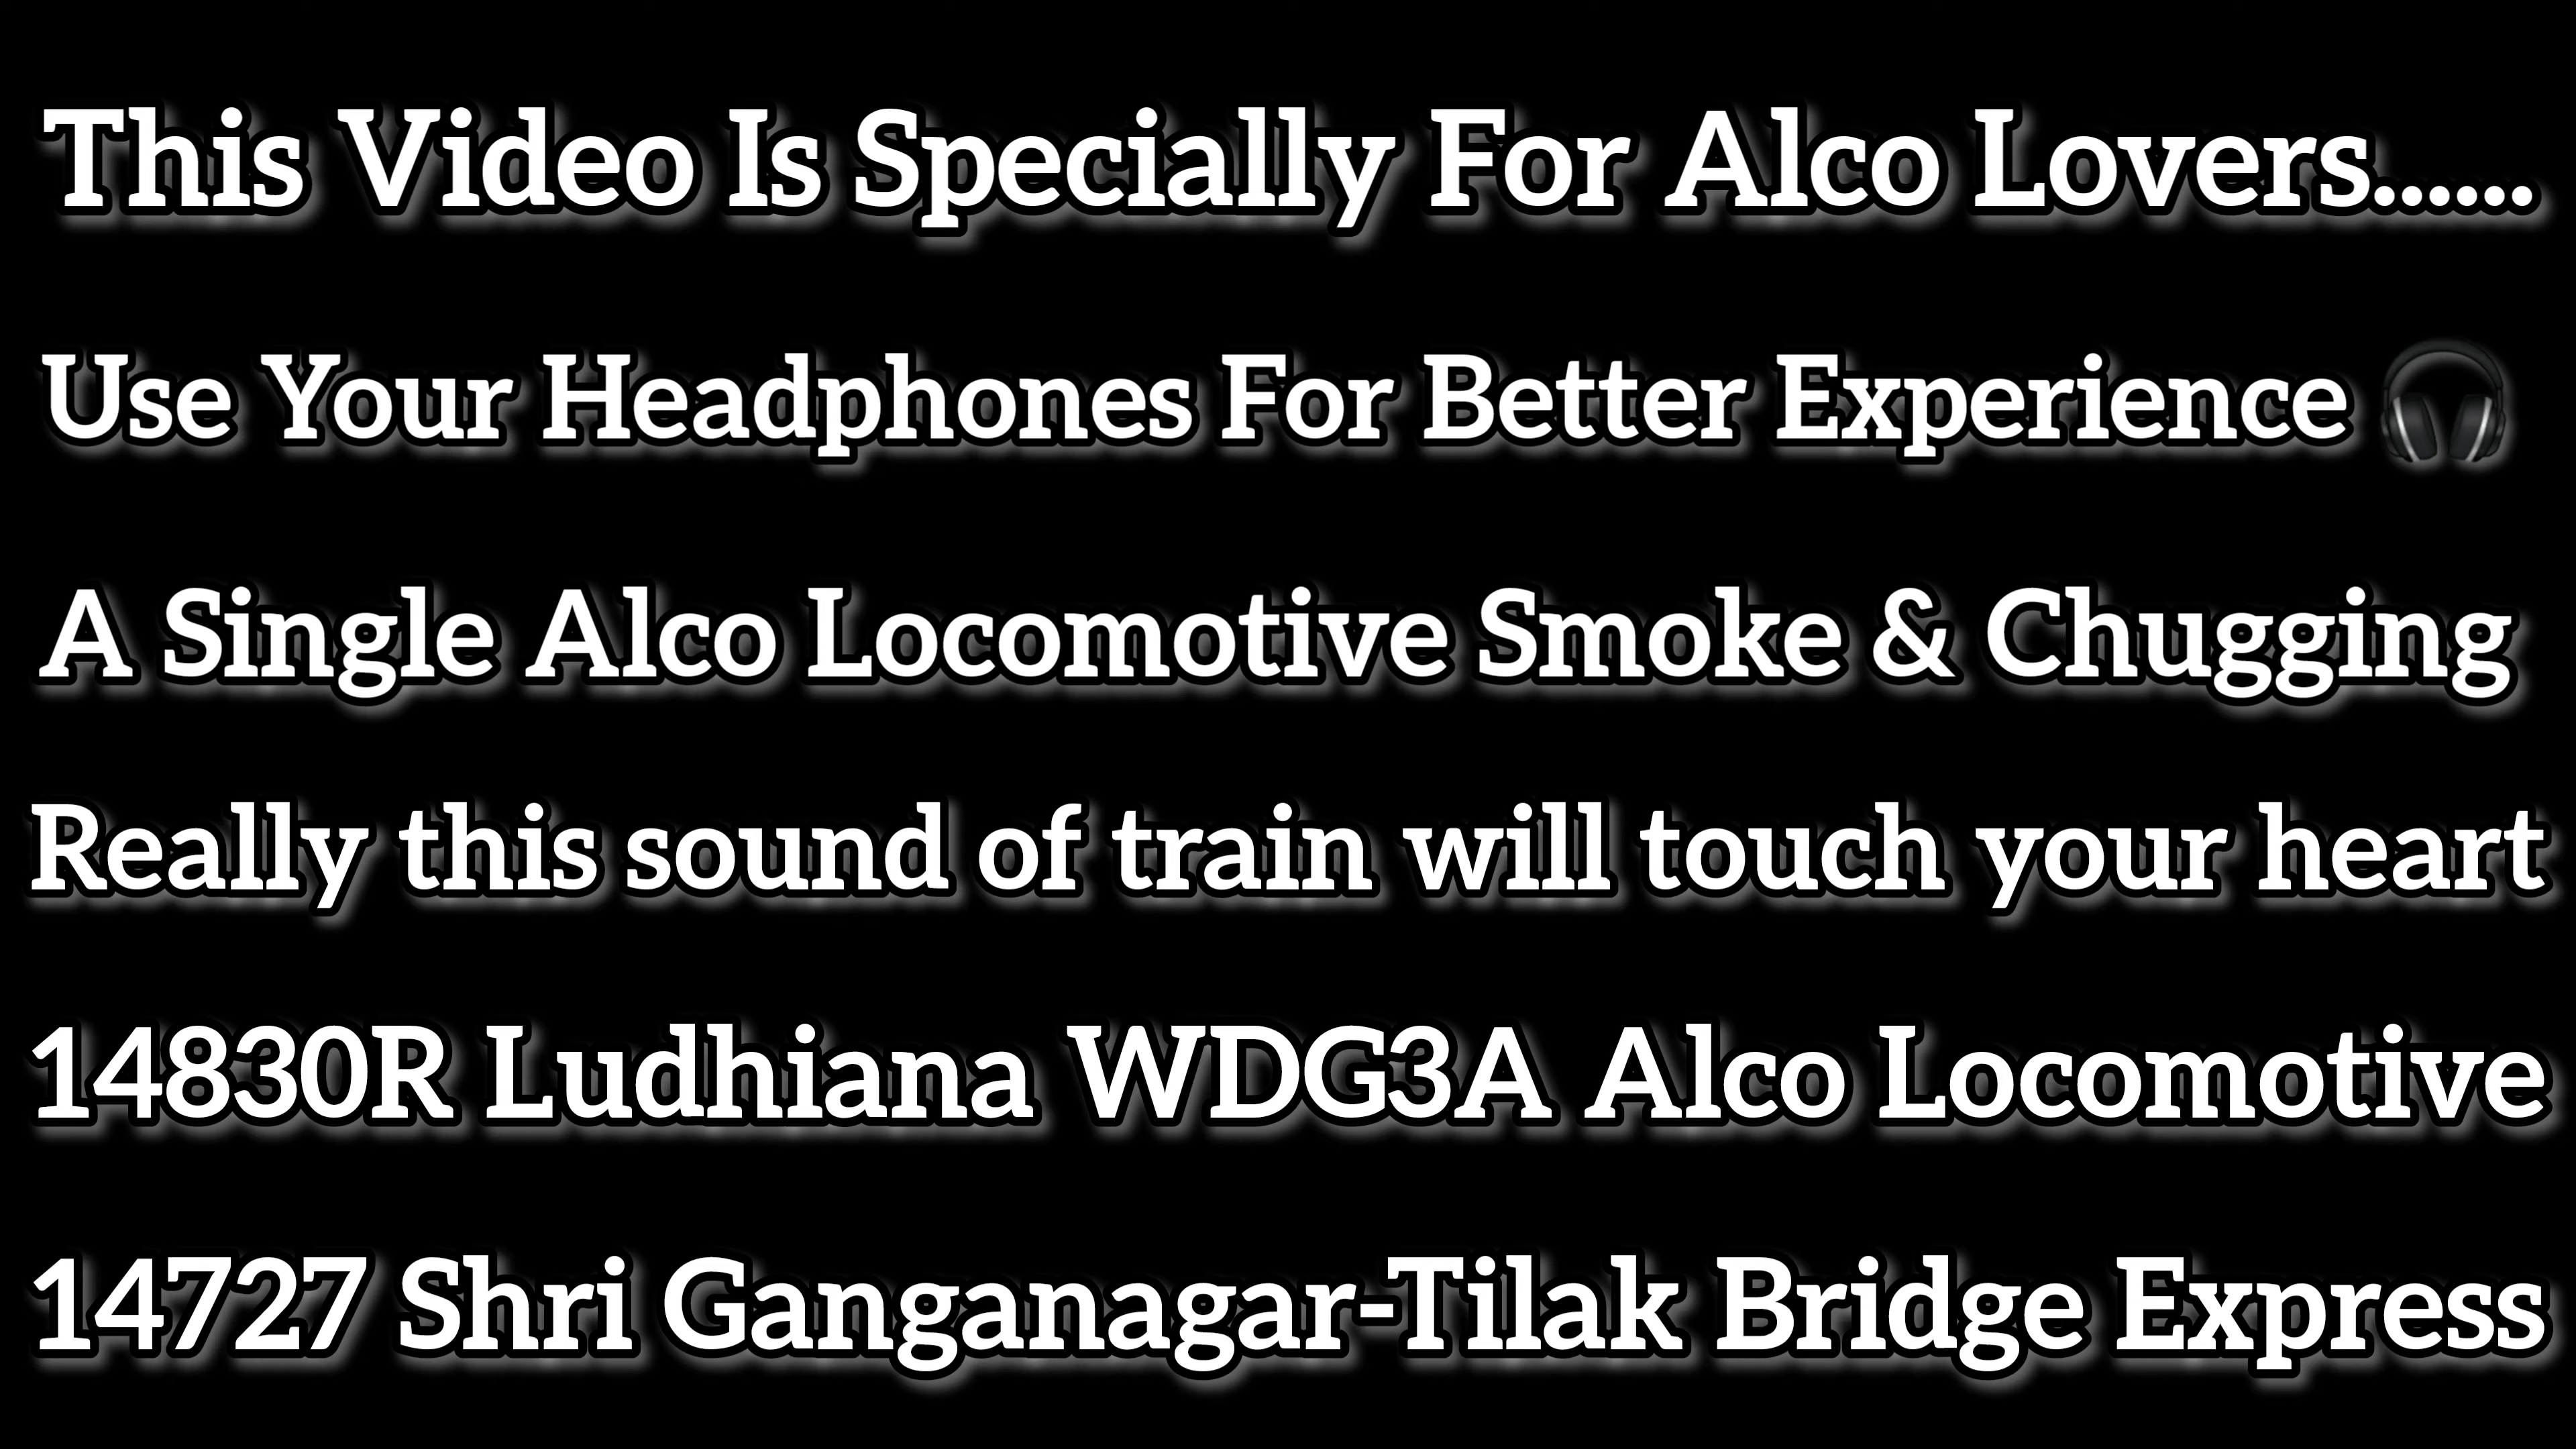 This Video Is Specially For Alco Lovers......
Use Your Headphones For Better Experience 🎧
A Single Alco Locomotive Smoke & Chugging
Really this sound of train will touch your heart
14830R Ludhiana WDG3A Alco Locomotive
14727 Shri Ganganagar-Tilak Bridge Express